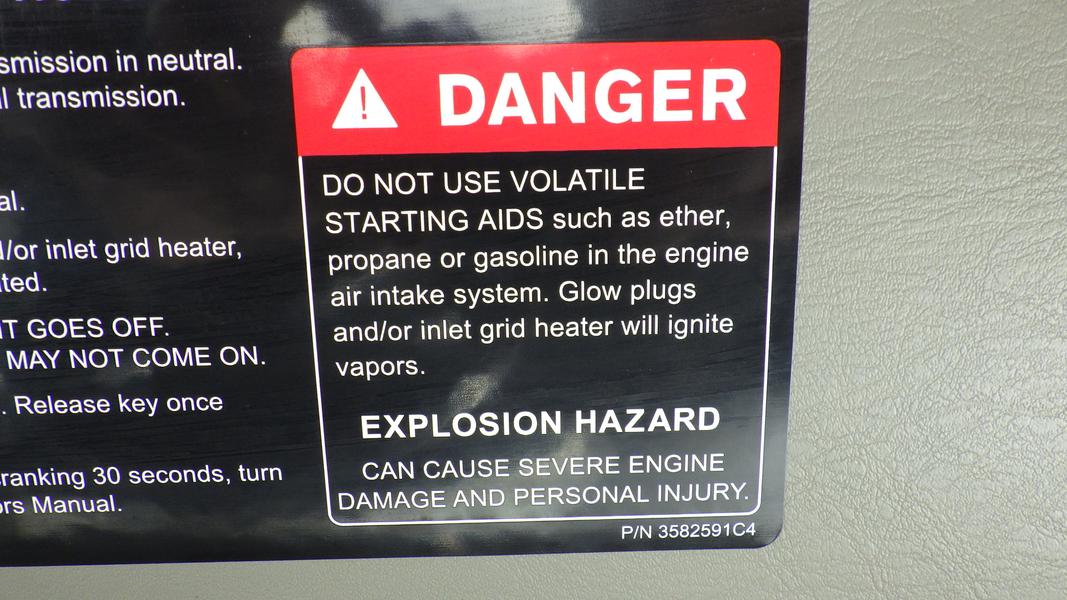 smission in neutral.
transmission.
al.
/or inlet grid heater,
ted.
IT GOES OFF.
MAY NOT COME ON.
. Release key once
cranking 30 seconds, turn
ors Manual.
DANGER
DO NOT USE VOLATILE
STARTING AIDS such as ether,
propane or gasoline in the engine
air intake system. Glow plugs
and/or inlet grid heater will ignite
vapors.
EXPLOSION HAZARD
CAN CAUSE SEVERE ENGINE
DAMAGE AND PERSONAL INJURY.
P/N 3582591C4